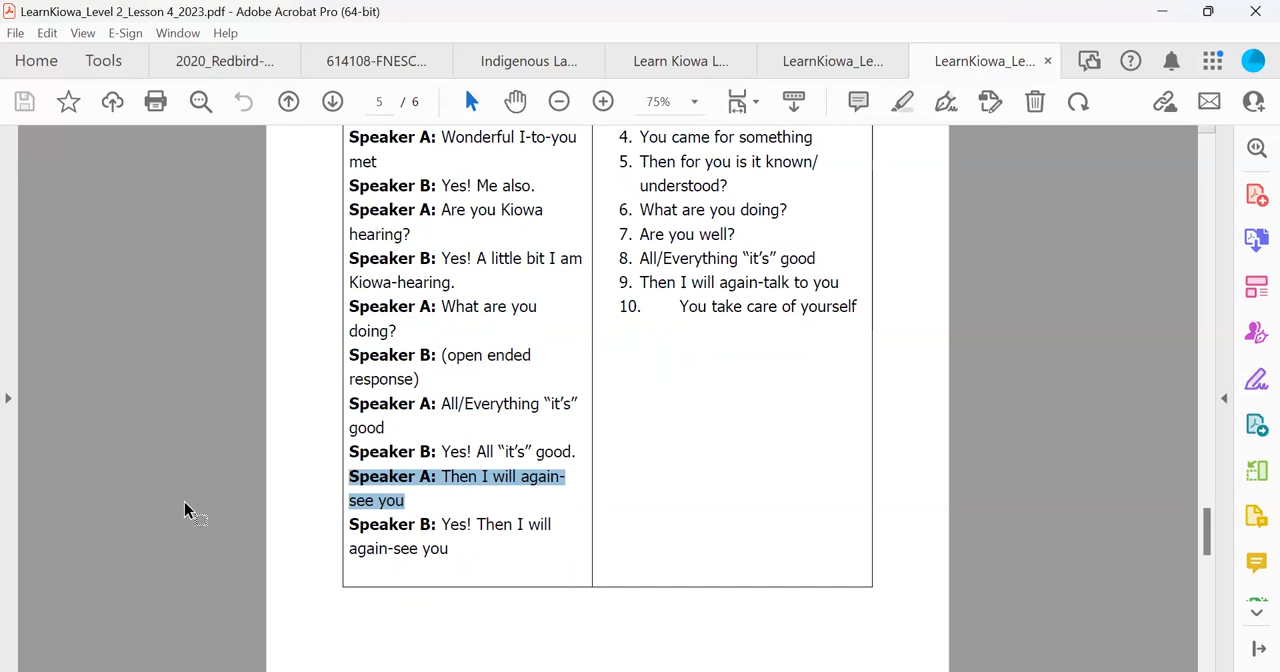 LearnKiowa_Level 2_Lesson 4_2023.pdf - Adobe Acrobat Pro (64-bit)
File Edit View E-Sign Window Help
Home Tools 2020_Redbird-... 614108-FNESC... Indigenous La... Learn Kiowa L... LearnKiowa_Le... LearnKiowa_Le... ×
5 / 6 75%
Speaker A: Wonderful I-to-you
met
Speaker B: Yes! Me also.
Speaker A: Are you Kiowa
hearing?
Speaker B: Yes! A little bit I am
Kiowa-hearing.
Speaker A: What are you
doing?
Speaker B: (open ended
response)
Speaker A: All/Everything “it’s”
good
Speaker B: Yes! All “it’s” good.
Speaker A: Then I will again-
see you
Speaker B: Yes! Then I will
again-see you
4. You came for something
5. Then for you is it known/
understood?
6. What are you doing?
7. Are you well?
8. All/Everything “it’s” good
9. Then I will again-talk to you
10. You take care of yourself